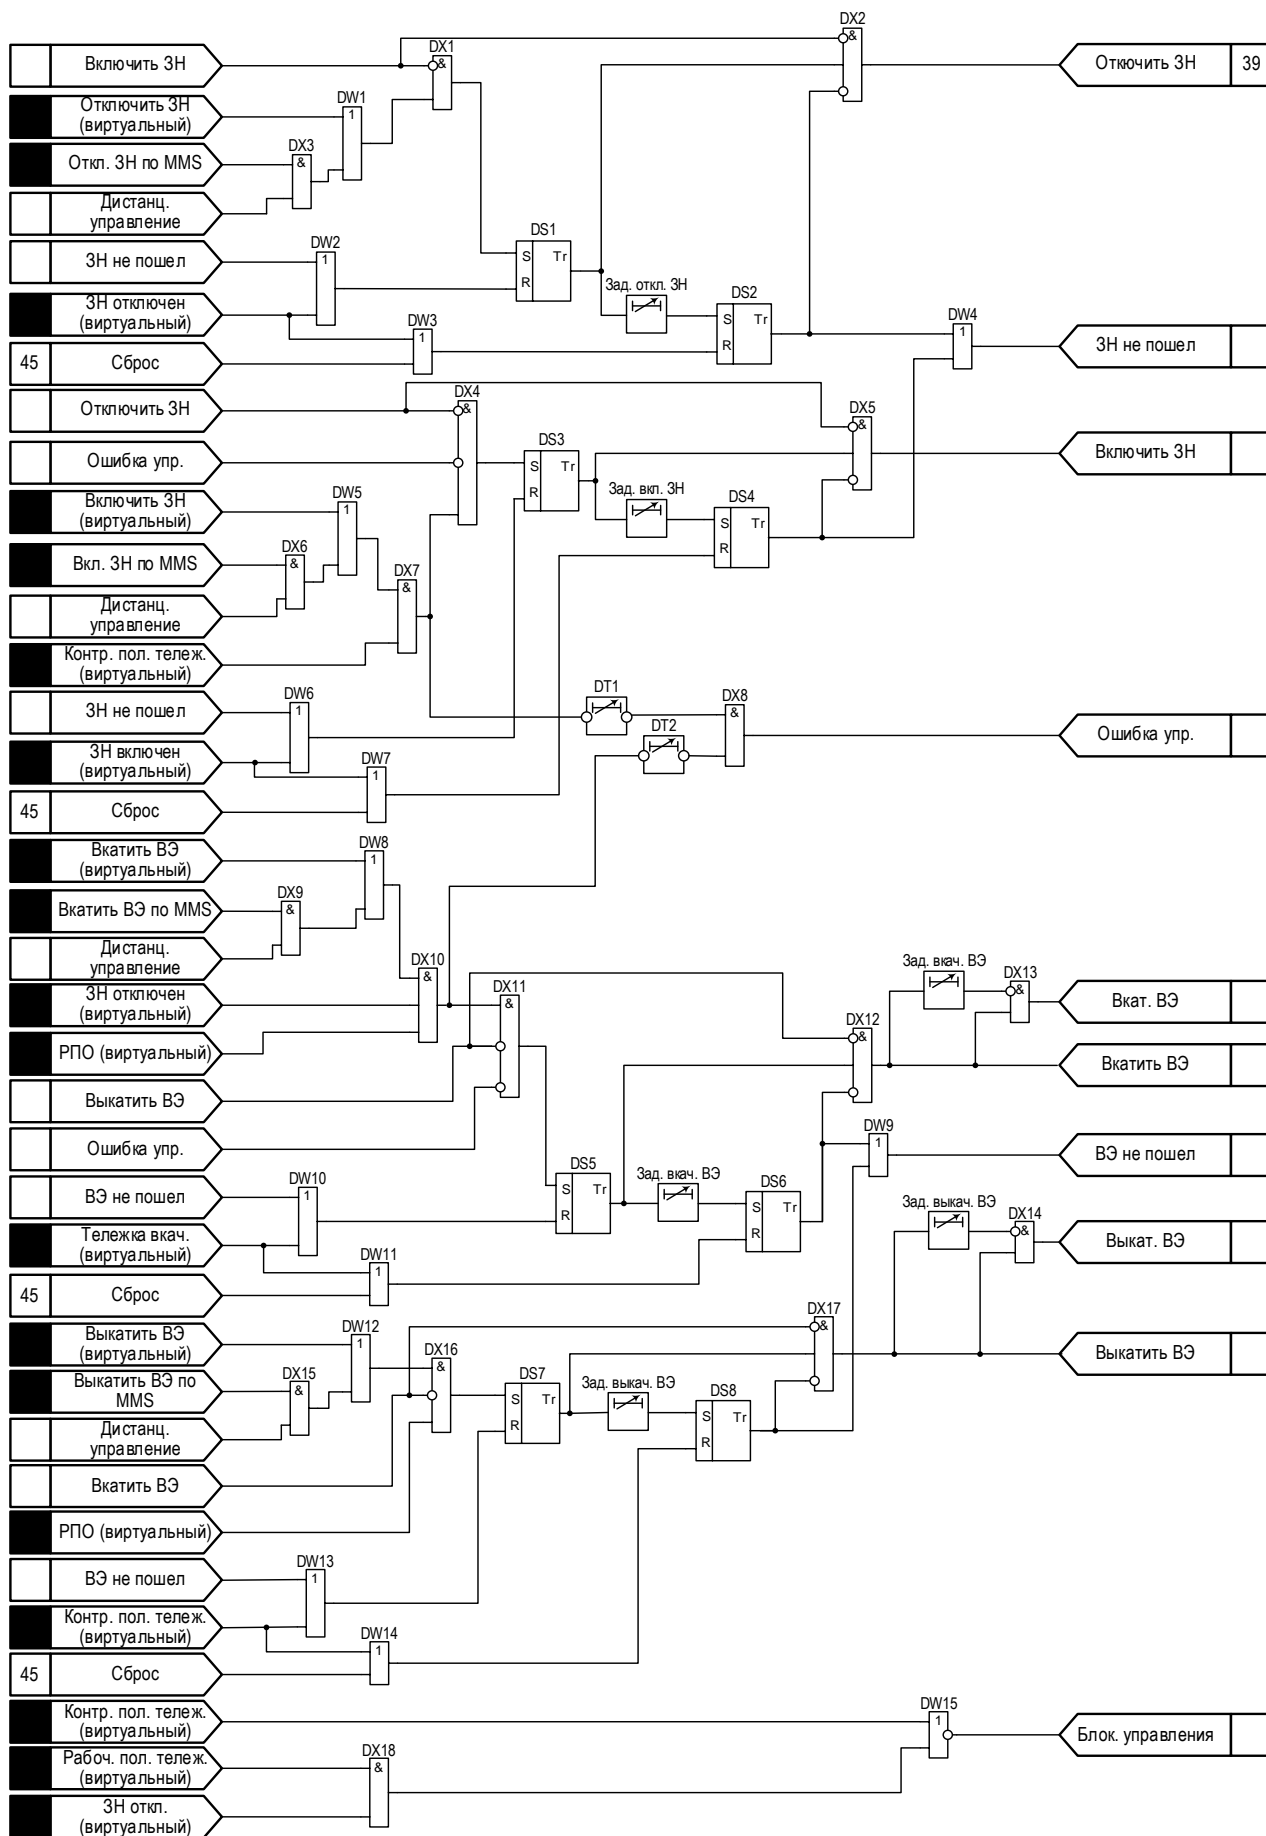 DX2
Включить ЗН
DX1
&
&
Откючить ЗН
39
Отключить ЗН
(виртуальный)
DW1
1
Откл. ЗН по MMS
DX3
&
Дистанц.
управление
ЗН не пошел
DW2
1
DS1
S
Tr
R
ЗН отключен
(виртуальный)
Зад. откл. ЗН
DS2
S
Tr
R
DW3
1
DW4
1
ЗН не пошел
45
Сброс
Отключить ЗН
DX4
&
DX5
&
Ошибка упр.
DS3
S
Tr
R
Включить ЗН
Включить ЗН
(виртуальный)
DW5
1
Зад. вкл. ЗН
DS4
S
Tr
R
Вкл. ЗН по MMS
DX6
&
DX7
&
Дистанц.
управление
Контр. пол. тележ.
(виртуальный)
ЗН не пошел
DW6
1
DT1
DX8
&
DT2
Ошибка упр.
ЗН включен
(виртуальный)
DW7
1
45
Сброс
Вкатить ВЭ
(виртуальный)
DW8
1
Вкатить ВЭ по MMS
DX9
&
Дистанц.
управление
DX10
&
Зад. вкач. ВЭ
DX13
&
ЗН отключен
(виртуальный)
DX11
&
Вкат. ВЭ
РПО (виртуальный)
DX12
&
Вкатить ВЭ
Выкатить ВЭ
Ошибка упр.
DW9
1
ВЭ не пошел
ВЭ не пошел
DW10
1
DS5
S
Tr
R
Зад. вкач. ВЭ
DS6
S
Tr
R
Зад. выкач. ВЭ
DX14
&
Тележка вкач.
(виртуальный)
Выкат. ВЭ
DW11
1
45
Сброс
Выкатить ВЭ
(виртуальный)
DW12
1
DX16
&
DX17
&
Выкатить ВЭ
Выкатить ВЭ по
MMS
DX15
&
DS7
S
Tr
R
Зад. выкач. ВЭ
DS8
S
Tr
R
Дистанц.
управление
Вкатить ВЭ
РПО (виртуальный)
ВЭ не пошел
DW13
1
Контр. пол. тележ.
(виртуальный)
DW14
1
45
Сброс
Контр. пол. тележ.
(виртуальный)
DW15
1
Блок. управления
Рабоч. пол. тележ.
(виртуальный)
DX18
&
ЗН откл.
(виртуальный)